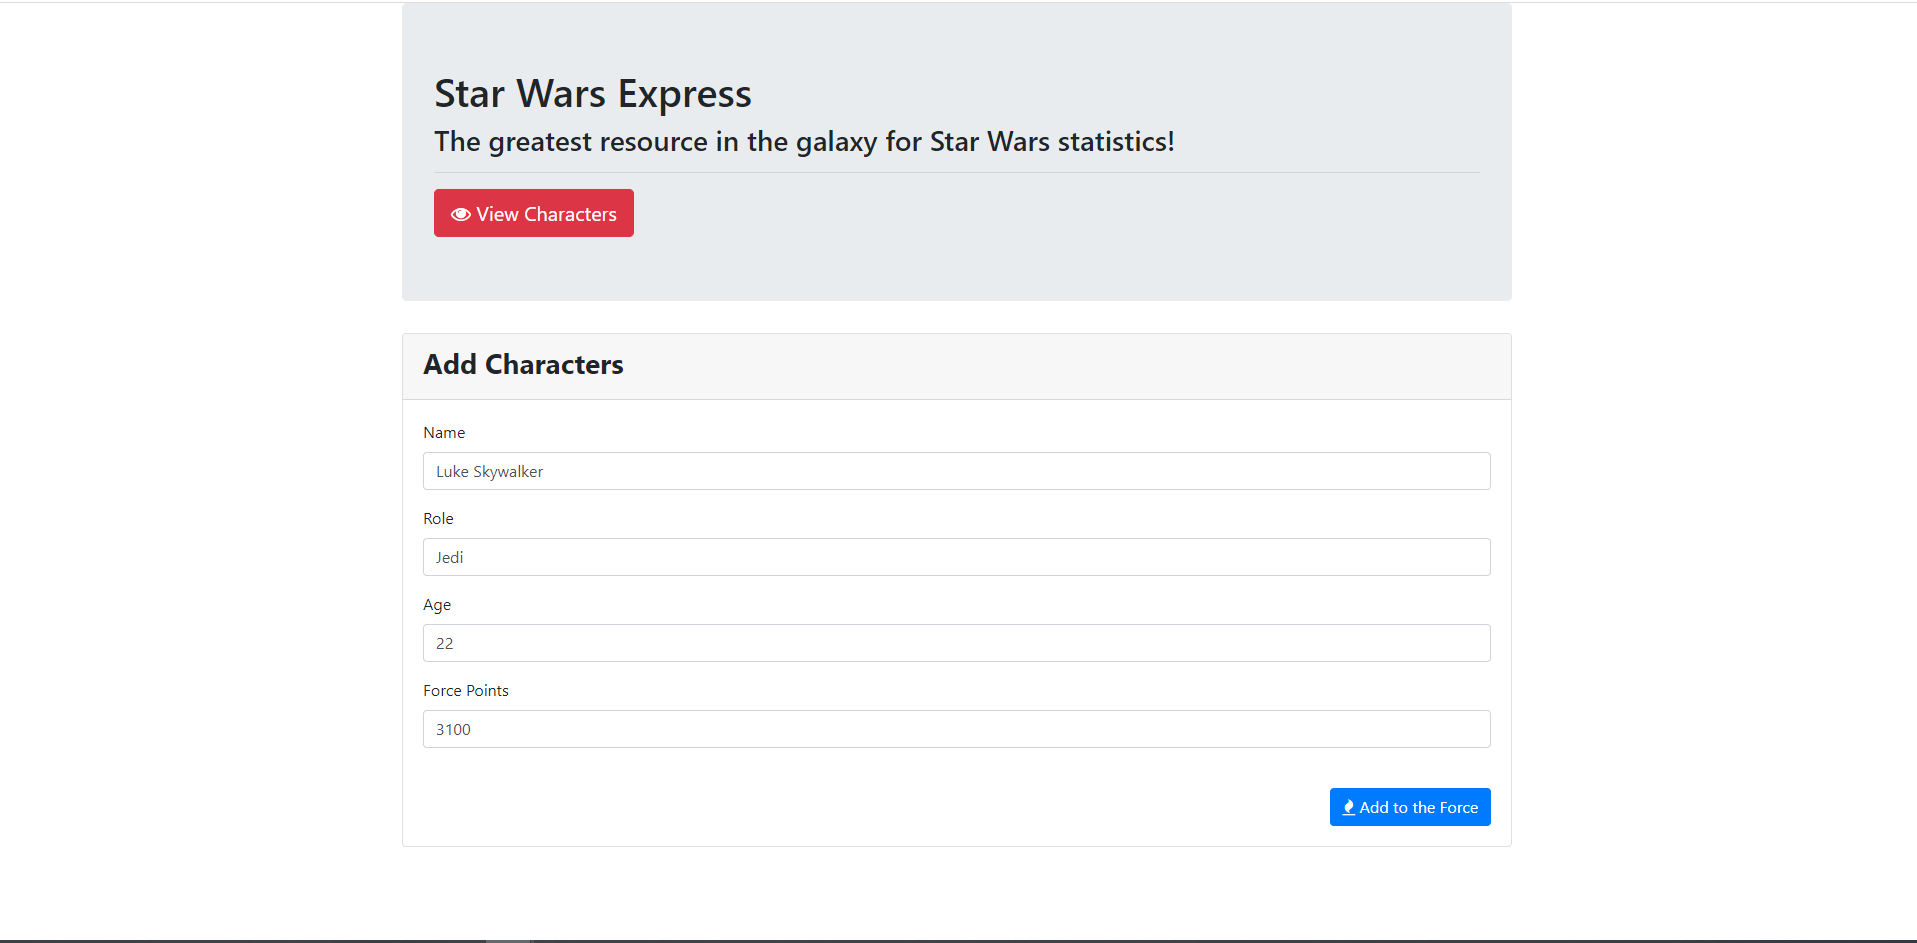 Star Wars Express
The greatest resource in the galaxy for Star Wars statistics!
View Characters
Add Characters
Name
Luke Skywalker
Role
Jedi
Age
22
Force Points
3100
Add to the Force